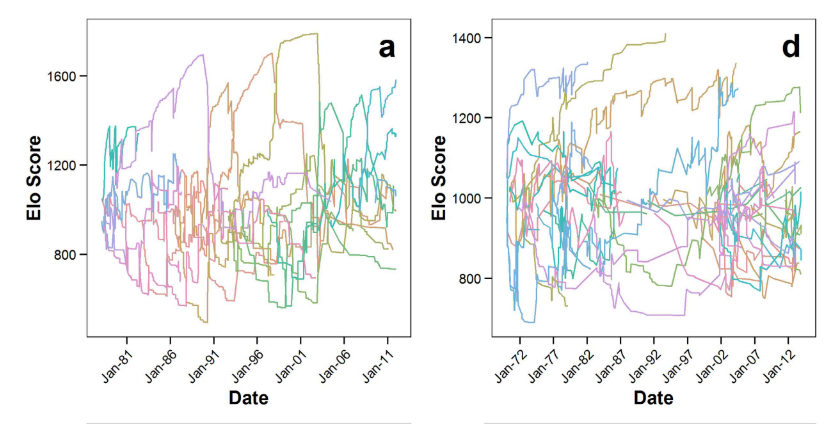 a
1600
1200
800
Elo Score
Jan-81
Jan-86
Jan-91
Jan-96
Jan-01
Jan-06
Jan-11
Date
d
1400
1200
1000
800
Elo Score
Jan-72
Jan-77
Jan-82
Jan-87
Jan-92
Jan-97
Jan-02
Jan-07
Jan-12
Date